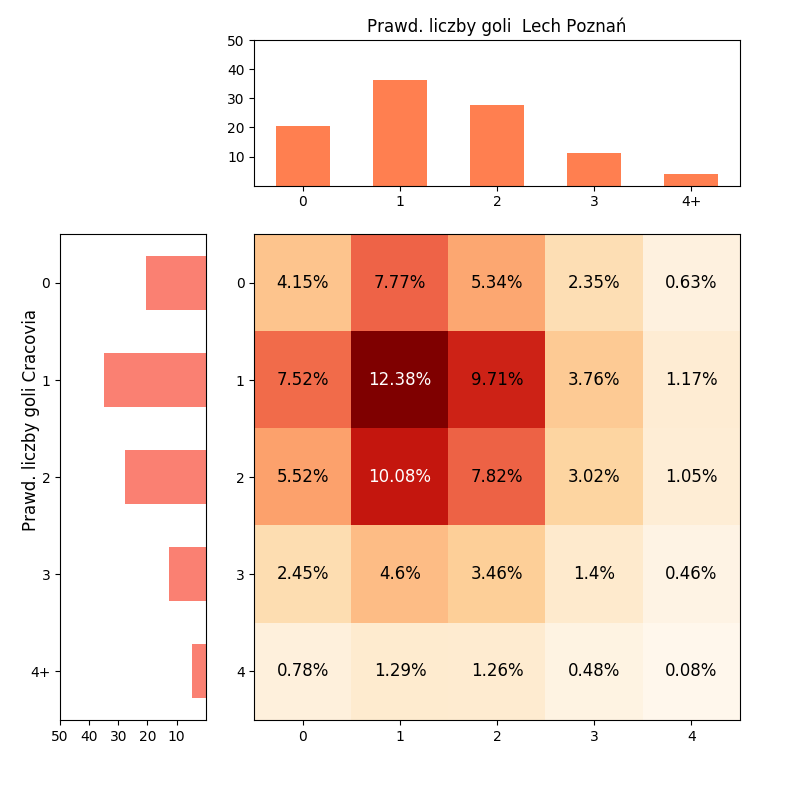 Prawd. liczby goli  Lech Poznań
50
40
30
20
10
0 1 2 3 4+
Prawd. liczby goli Cracovia
0
1
2
3
4+
50 40 30 20 10
0 4.15% 7.77% 5.34% 2.35% 0.63%
1 7.52% 12.38% 9.71% 3.76% 1.17%
2 5.52% 10.08% 7.82% 3.02% 1.05%
3 2.45% 4.6% 3.46% 1.4% 0.46%
4 0.78% 1.29% 1.26% 0.48% 0.08%
0 1 2 3 4